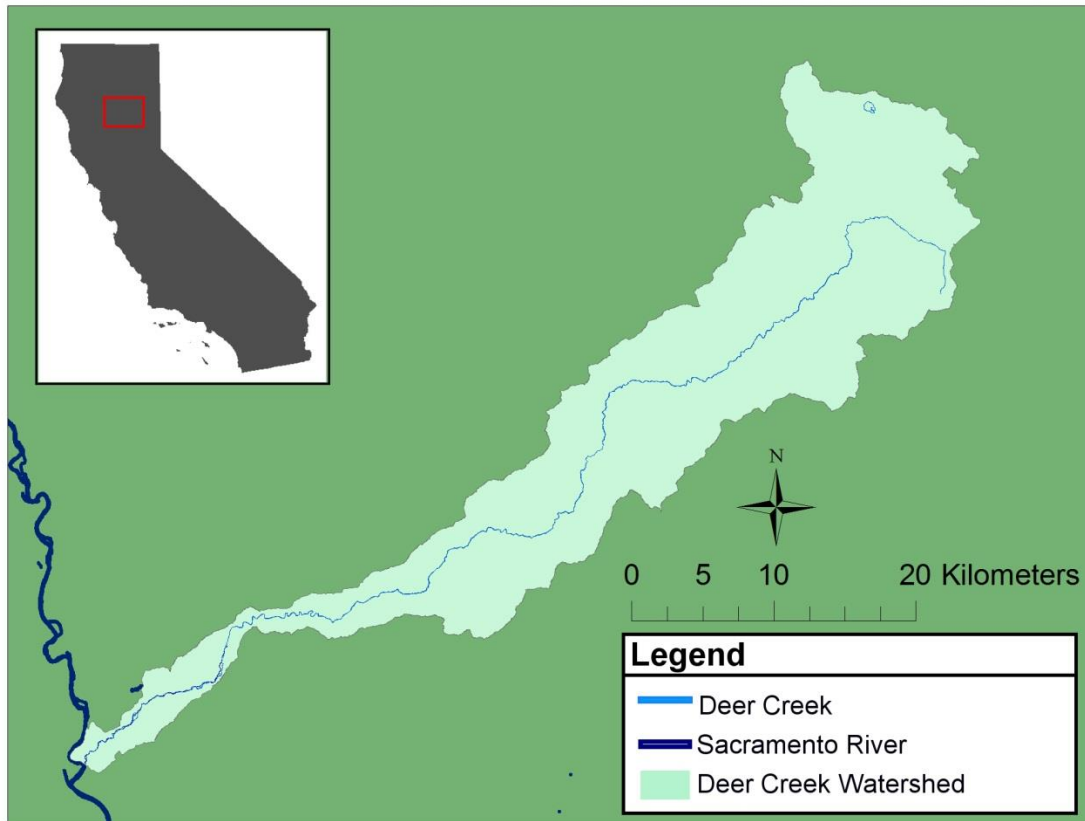 N
0 5 10 20 Kilometers
Legend
Deer Creek
Sacramento River
Deer Creek Watershed